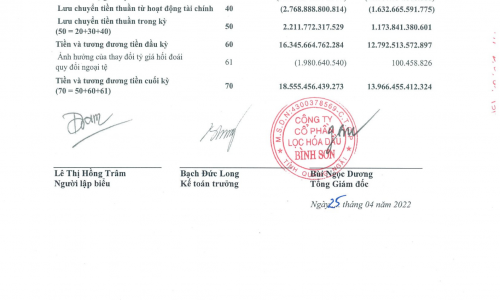 Lưu chuyển tiền thuần từ hoạt động tài chính 40 (2.768.888.800.814) (1.632.665.591.775)
Lưu chuyển tiền thuần trong kỳ
(50 = 20+30+40) 50 2.211.772.317.529 1.173.841.380.601
Tiền và tương đương tiền đầu kỳ 60 16.345.664.762.284 12.792.513.572.897
Ảnh hưởng của thay đổi tỷ giá hối đoái
quy đổi ngoại tệ 61 (1.980.640.540) 100.458.826
Tiền và tương đương tiền cuối kỳ
(70 = 50+60+61) 70 18.555.456.439.273 13.966.455.412.324
M.S.D.N:4300378569-C.T.
CÔNG TY
CỔ PHẦN
LỌC HÓA DẦU
BÌNH SƠN
Lê Thị Hồng Trâm Bạch Đức Long Bùi Ngọc Dương
Người lập biểu Kế toán trưởng Tổng Giám đốc
Ngày 25 tháng 04 năm 2022